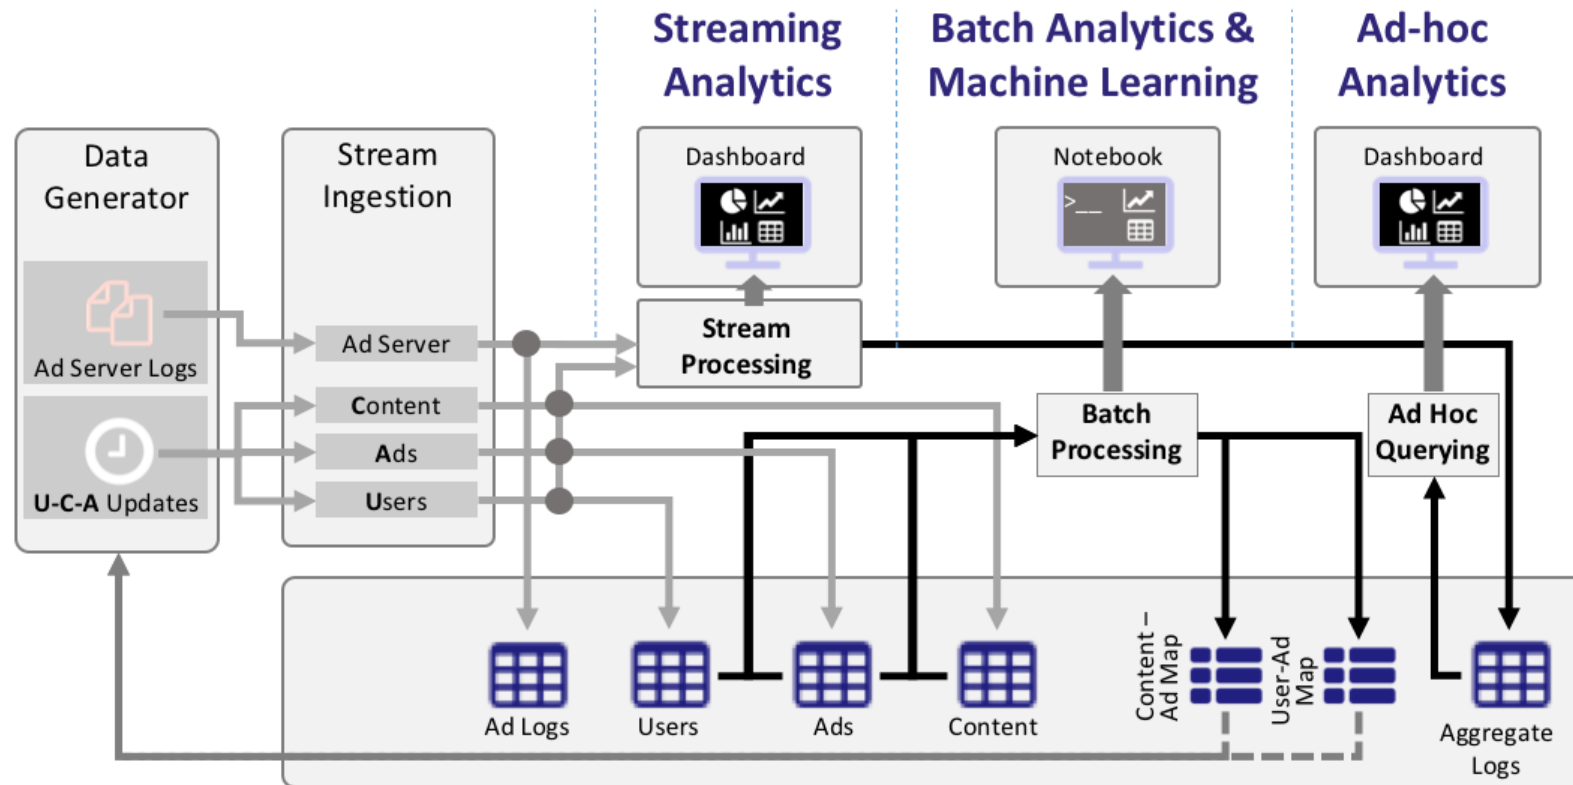 Streaming
Analytics
Batch Analytics &
Machine Learning
Ad-hoc
Analytics
Data
Generator
Ad Server Logs
U-C-A Updates
Stream
Ingestion
Ad Server
Content
Ads
Users
Dashboard
Stream
Processing
Notebook
>__
Batch
Processing
Dashboard
Ad Hoc
Querying
Ad Logs
Users
Ads
Content
Content –
Ad Map
User-Ad
Map
Aggregate
Logs